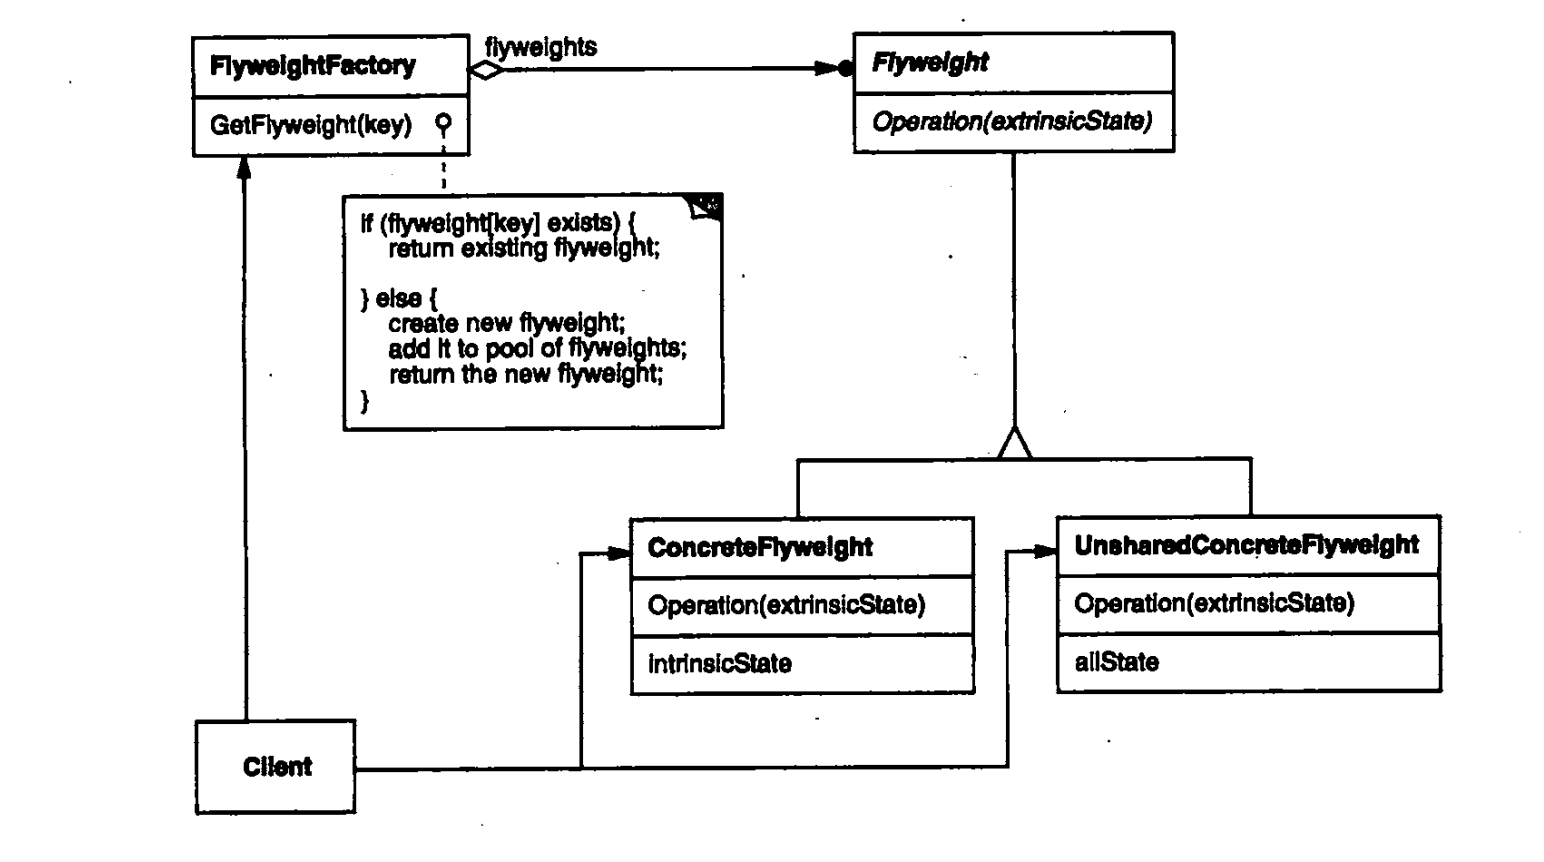 FlyweightFactory
GetFlyweight(key)
flyweights
Flyweight
Operation(extrinsicState)
if (flyweight[key] exists) {
return existing flyweight;
} else {
create new flyweight;
add it to pool of flyweights;
return the new flyweight;
}
ConcreteFlyweight
Operation(extrinsicState)
intrinsicState
UnsharedConcreteFlyweight
Operation(extrinsicState)
allState
Client